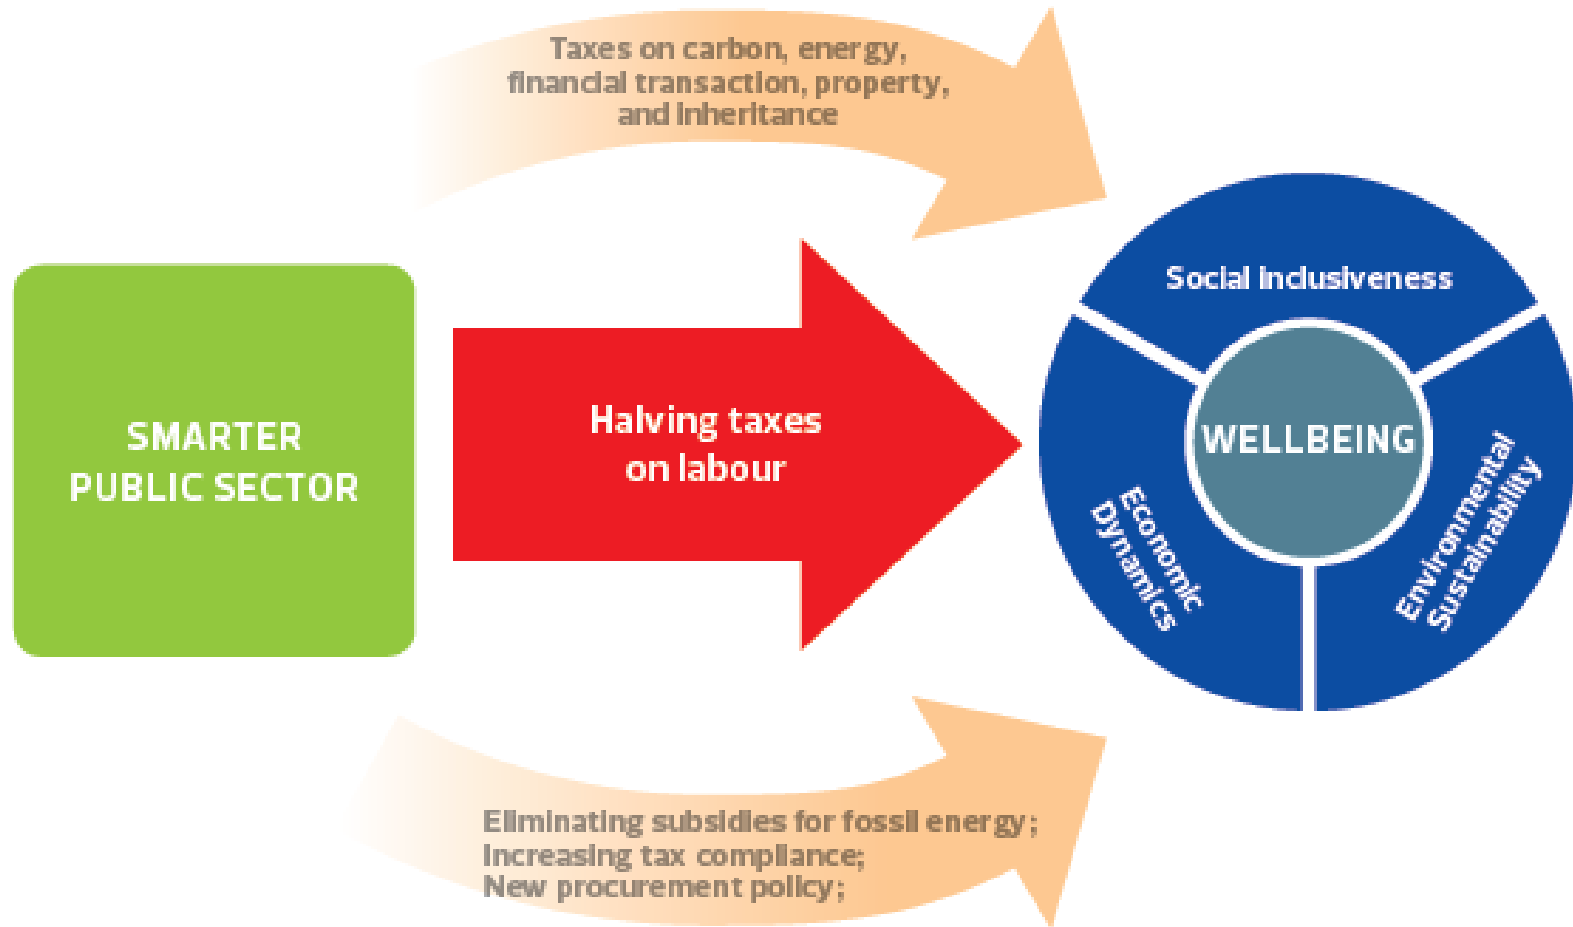 Taxes on carbon, energy,
financial transaction, property,
and inheritance
SMARTER
PUBLIC SECTOR
Halving taxes
on labour
Social inclusiveness
WELLBEING
Economic
Dynamics
Environmental
Sustainability
Eliminating subsidies for fossil energy;
Increasing tax compliance;
New procurement policy;